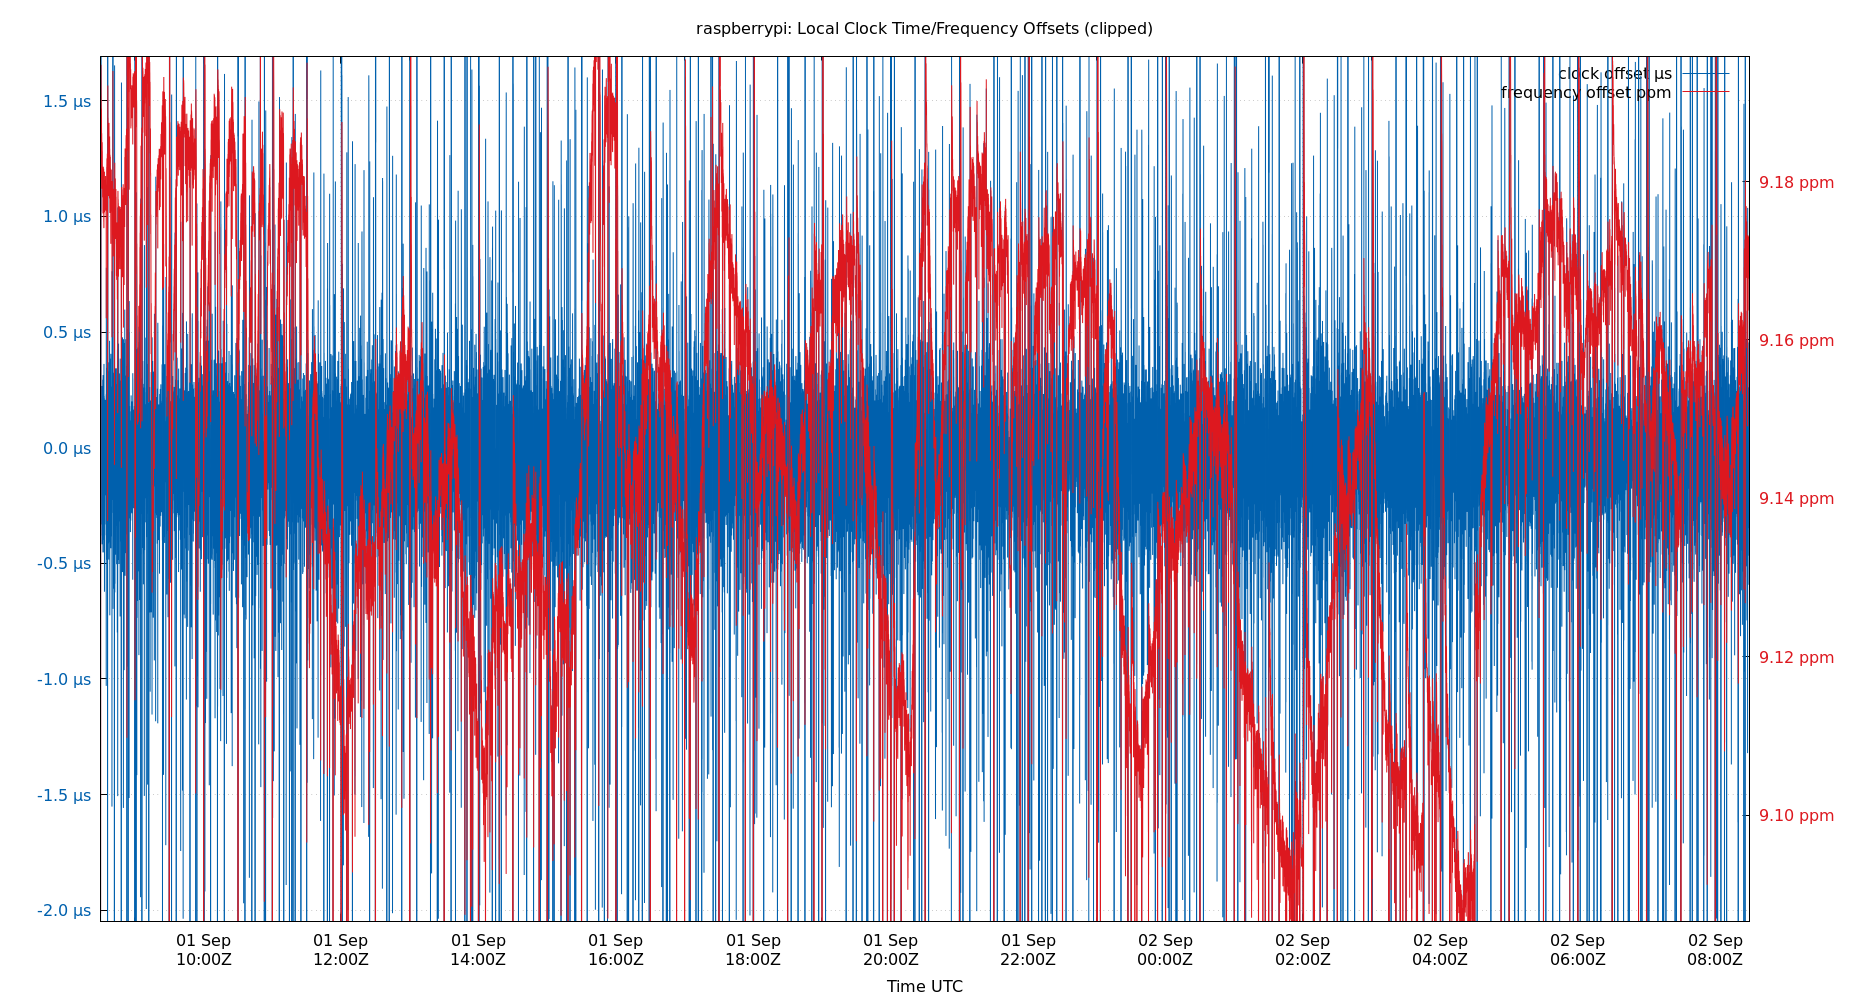 raspberrypi: Local Clock Time/Frequency Offsets (clipped)
clock offset µs
frequency offset ppm
1.5 µs
1.0 µs
0.5 µs
0.0 µs
-0.5 µs
-1.0 µs
-1.5 µs
-2.0 µs
9.18 ppm
9.16 ppm
9.14 ppm
9.12 ppm
9.10 ppm
01 Sep
10:00Z
01 Sep
12:00Z
01 Sep
14:00Z
01 Sep
16:00Z
01 Sep
18:00Z
01 Sep
20:00Z
01 Sep
22:00Z
02 Sep
00:00Z
02 Sep
02:00Z
02 Sep
04:00Z
02 Sep
06:00Z
02 Sep
08:00Z
Time UTC